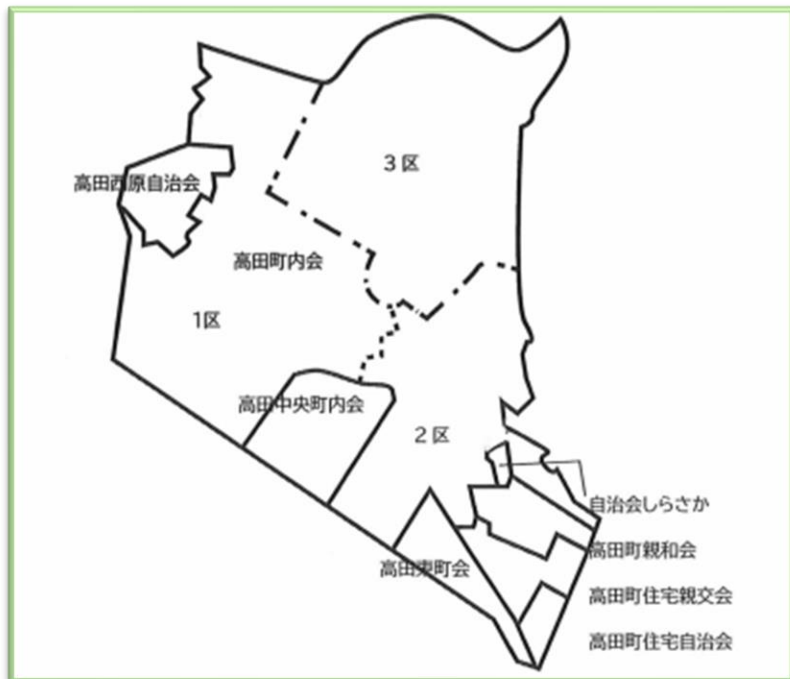 3区
高田西原自治会
高田町内会
1区
高田中央町内会
2区
自治会しらさか
高田町親和会
高田東町会
高田町住宅親交会
高田町住宅自治会